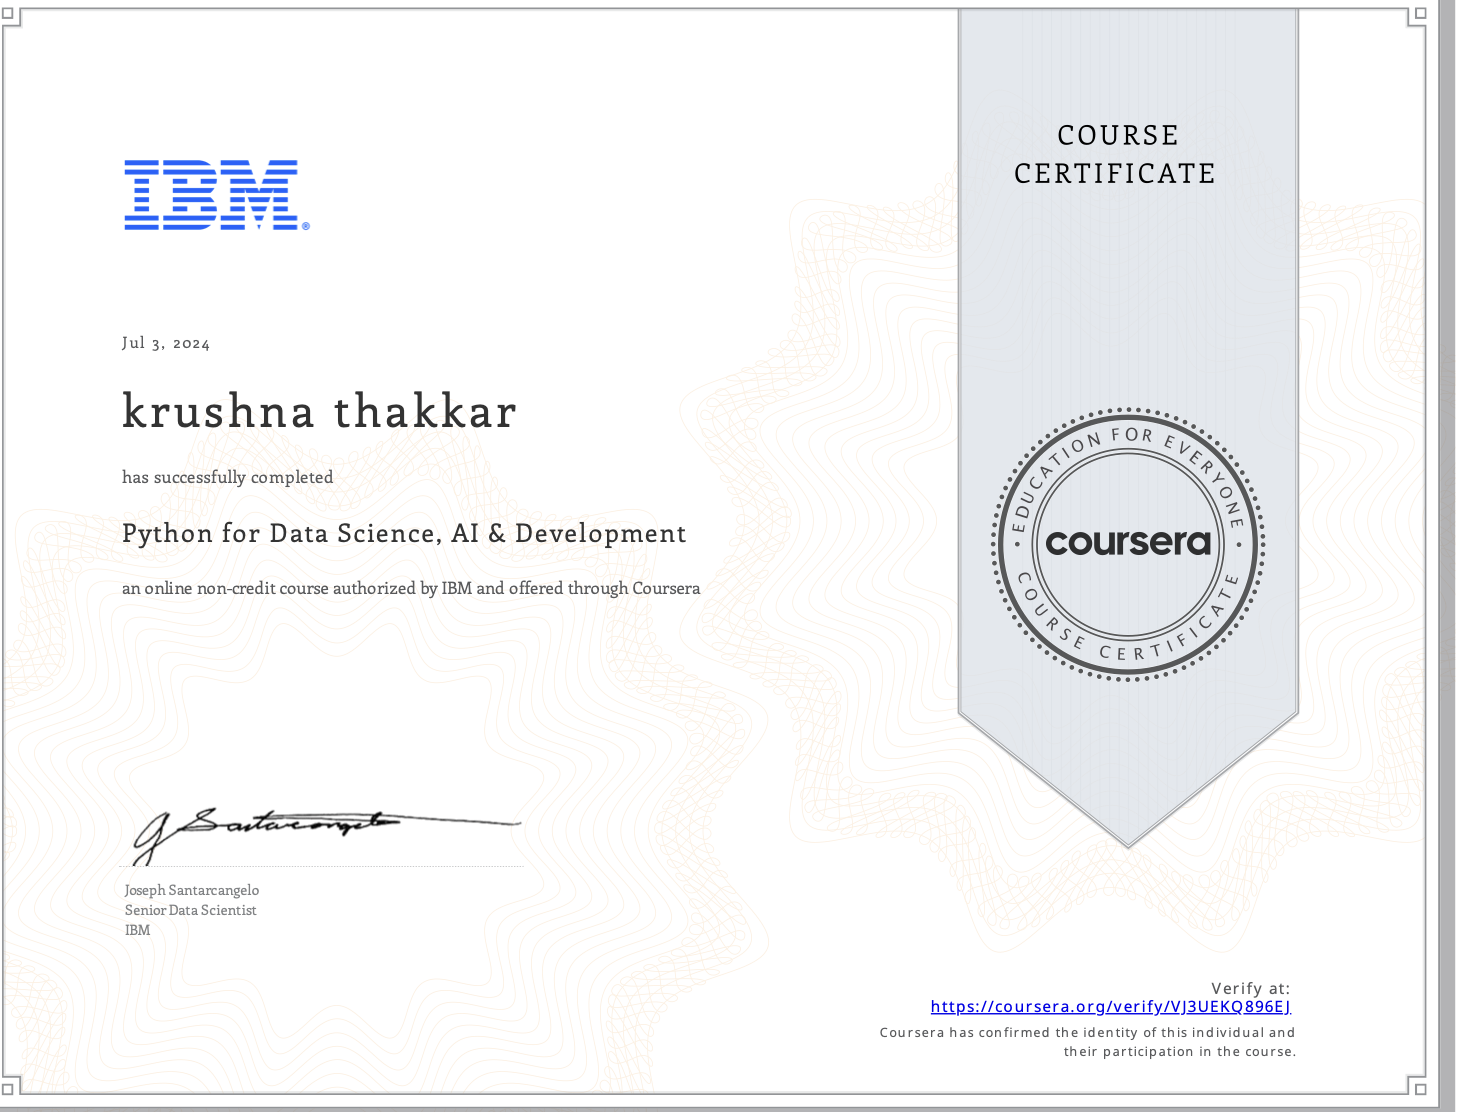 IBM®
COURSE
CERTIFICATE
Jul 3, 2024
krushna thakkar
has successfully completed
Python for Data Science, AI & Development
an online non-credit course authorized by IBM and offered through Coursera
• EDUCATION FOR EVERYONE •
coursera
COURSE CERTIFICATE
J Santarcangelo
Joseph Santarcangelo
Senior Data Scientist
IBM
Verify at:
https://coursera.org/verify/VJ3UEKQ896EJ
Coursera has confirmed the identity of this individual and
their participation in the course.